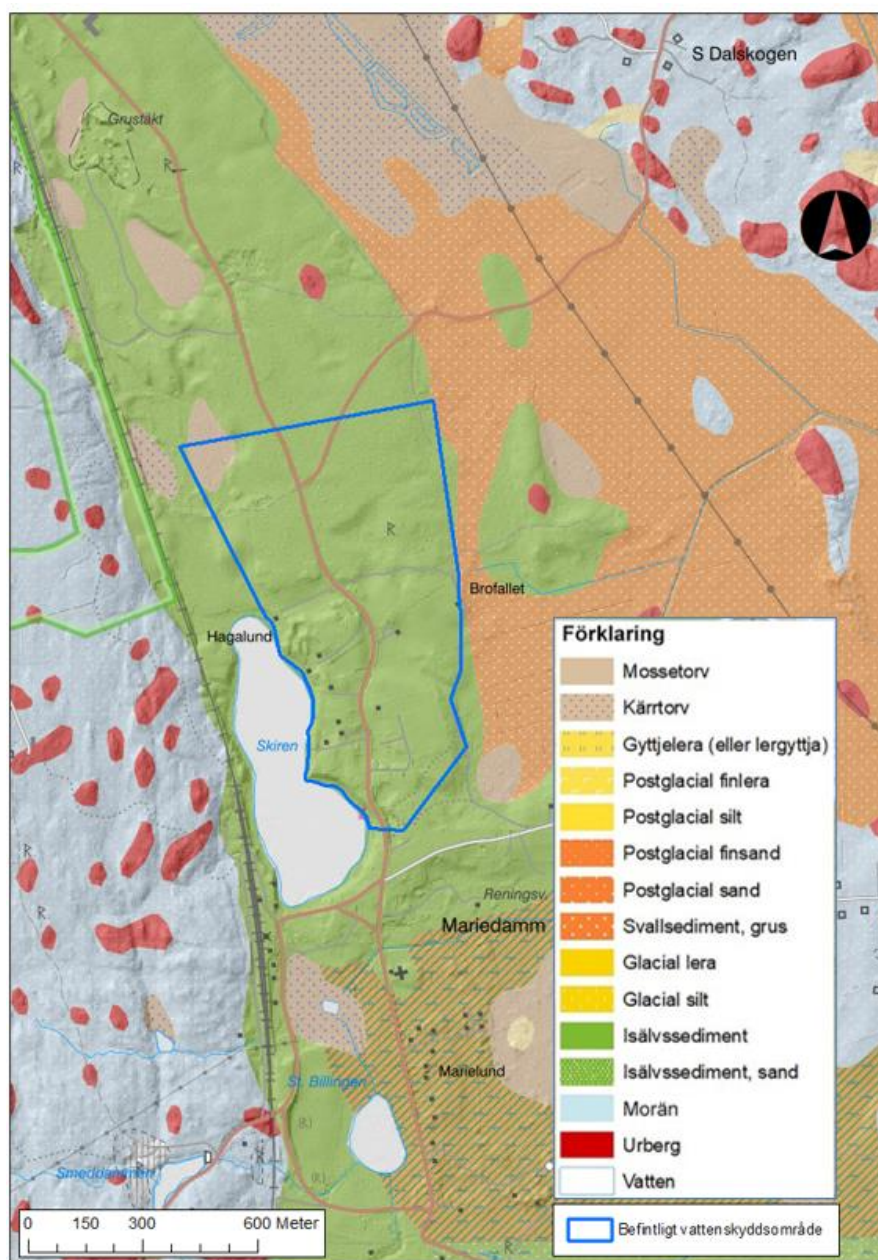 S Dalskogen
Grustäkt
R
R
R
Brofallet
Hagalund
Skiren
R
R
Reningsv.
Mariedamm
Marielund
St. Billingen
(R)
(R)
Smeddammen
R
Förklaring
Mossetorv
Kärrtorv
Gyttjelera (eller lergyttja)
Postglacial finlera
Postglacial silt
Postglacial finsand
Postglacial sand
Svallsediment, grus
Glacial lera
Glacial silt
Isälvssediment
Isälvssediment, sand
Morän
Urberg
Vatten
Befintligt vattenskyddsområde
0 150 300 600 Meter